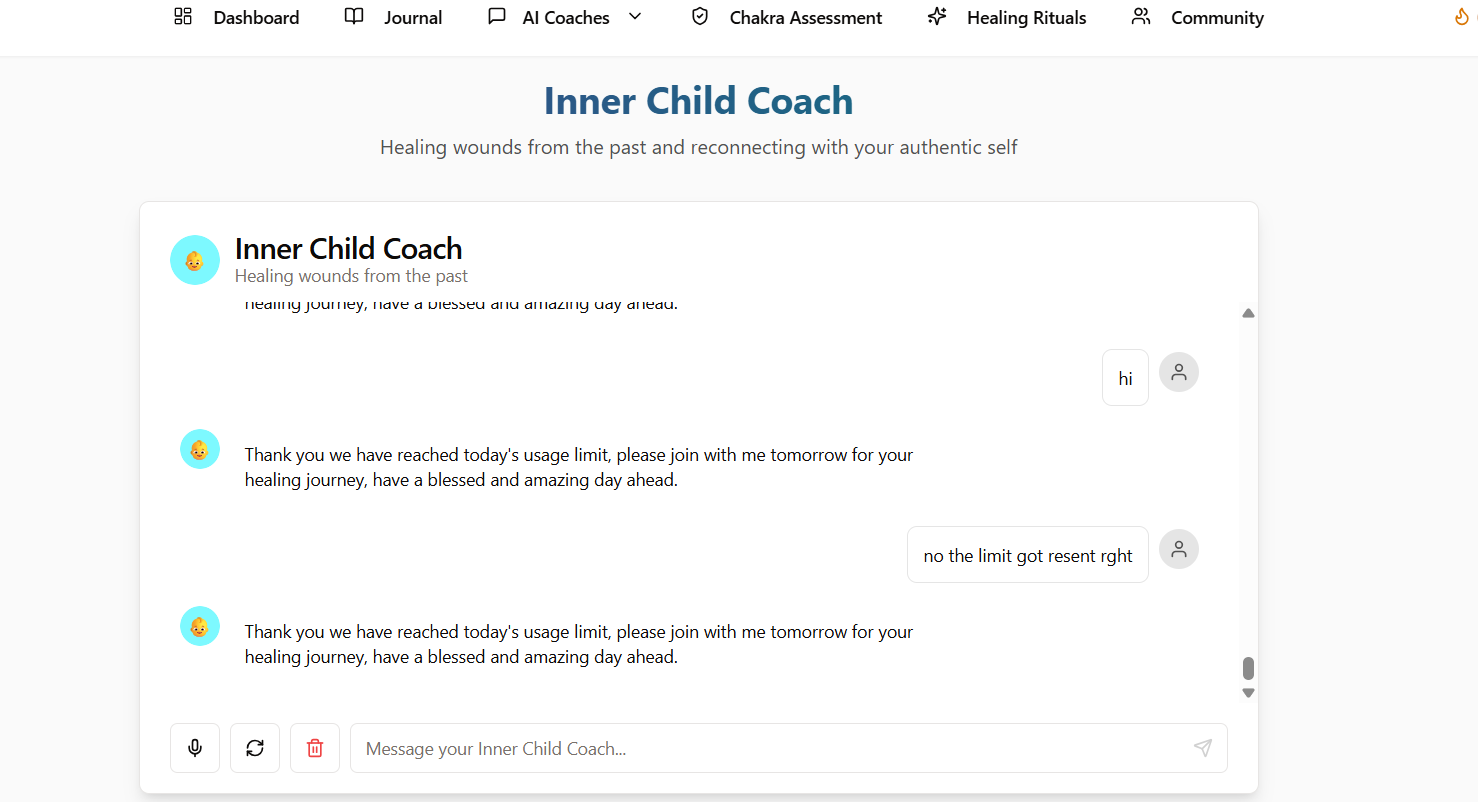 Dashboard Journal AI Coaches Chakra Assessment Healing Rituals Community
Inner Child Coach
Healing wounds from the past and reconnecting with your authentic self
Inner Child Coach
Healing wounds from the past
healing journey, have a blessed and amazing day ahead.
hi
Thank you we have reached today's usage limit, please join with me tomorrow for your
healing journey, have a blessed and amazing day ahead.
no the limit got resent rght
Thank you we have reached today's usage limit, please join with me tomorrow for your
healing journey, have a blessed and amazing day ahead.
Message your Inner Child Coach...